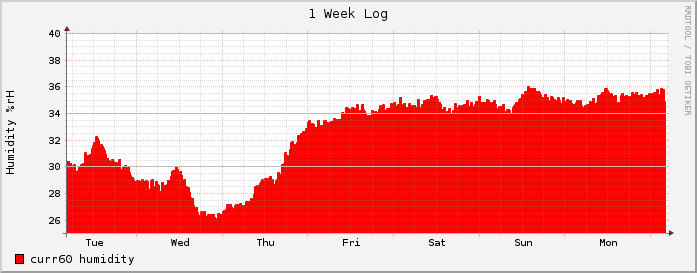 1 Week Log
RRDTOOL / TOBI OETIKER
Humidity %rH
40
38
36
34
32
30
28
26
Tue Wed Thu Fri Sat Sun Mon
curr60 humidity